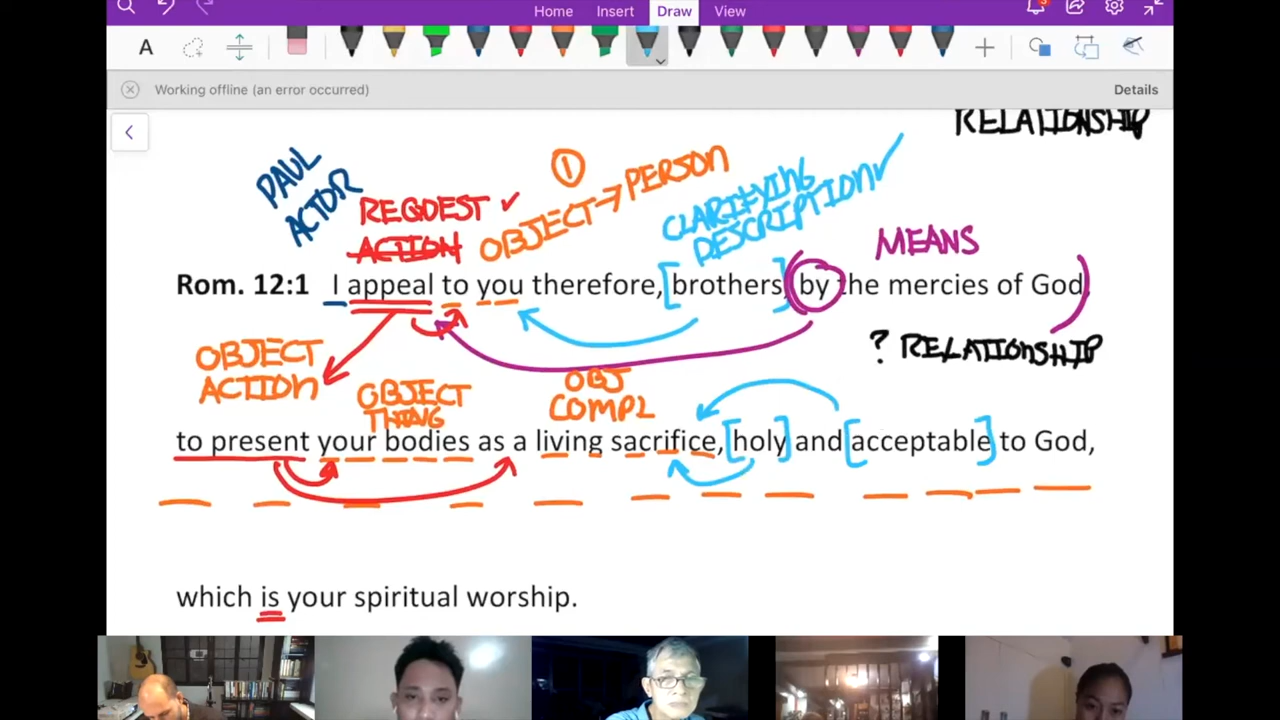 Home Insert Draw View
A
Working offline (an error occurred) Details
RELATIONSHIP
PAUL
ACTOR
REQUEST ✓
ACTION
①
OBJECT→PERSON
CLARIFYING
DESCRIPTION✓
MEANS
Rom. 12:1 I appeal to you therefore, [brothers] by the mercies of God,
? RELATIONSHIP
OBJECT
ACTION
OBJECT
THING
OBJ
COMPL
to present your bodies as a living sacrifice, [holy] and [acceptable] to God,
which is your spiritual worship.